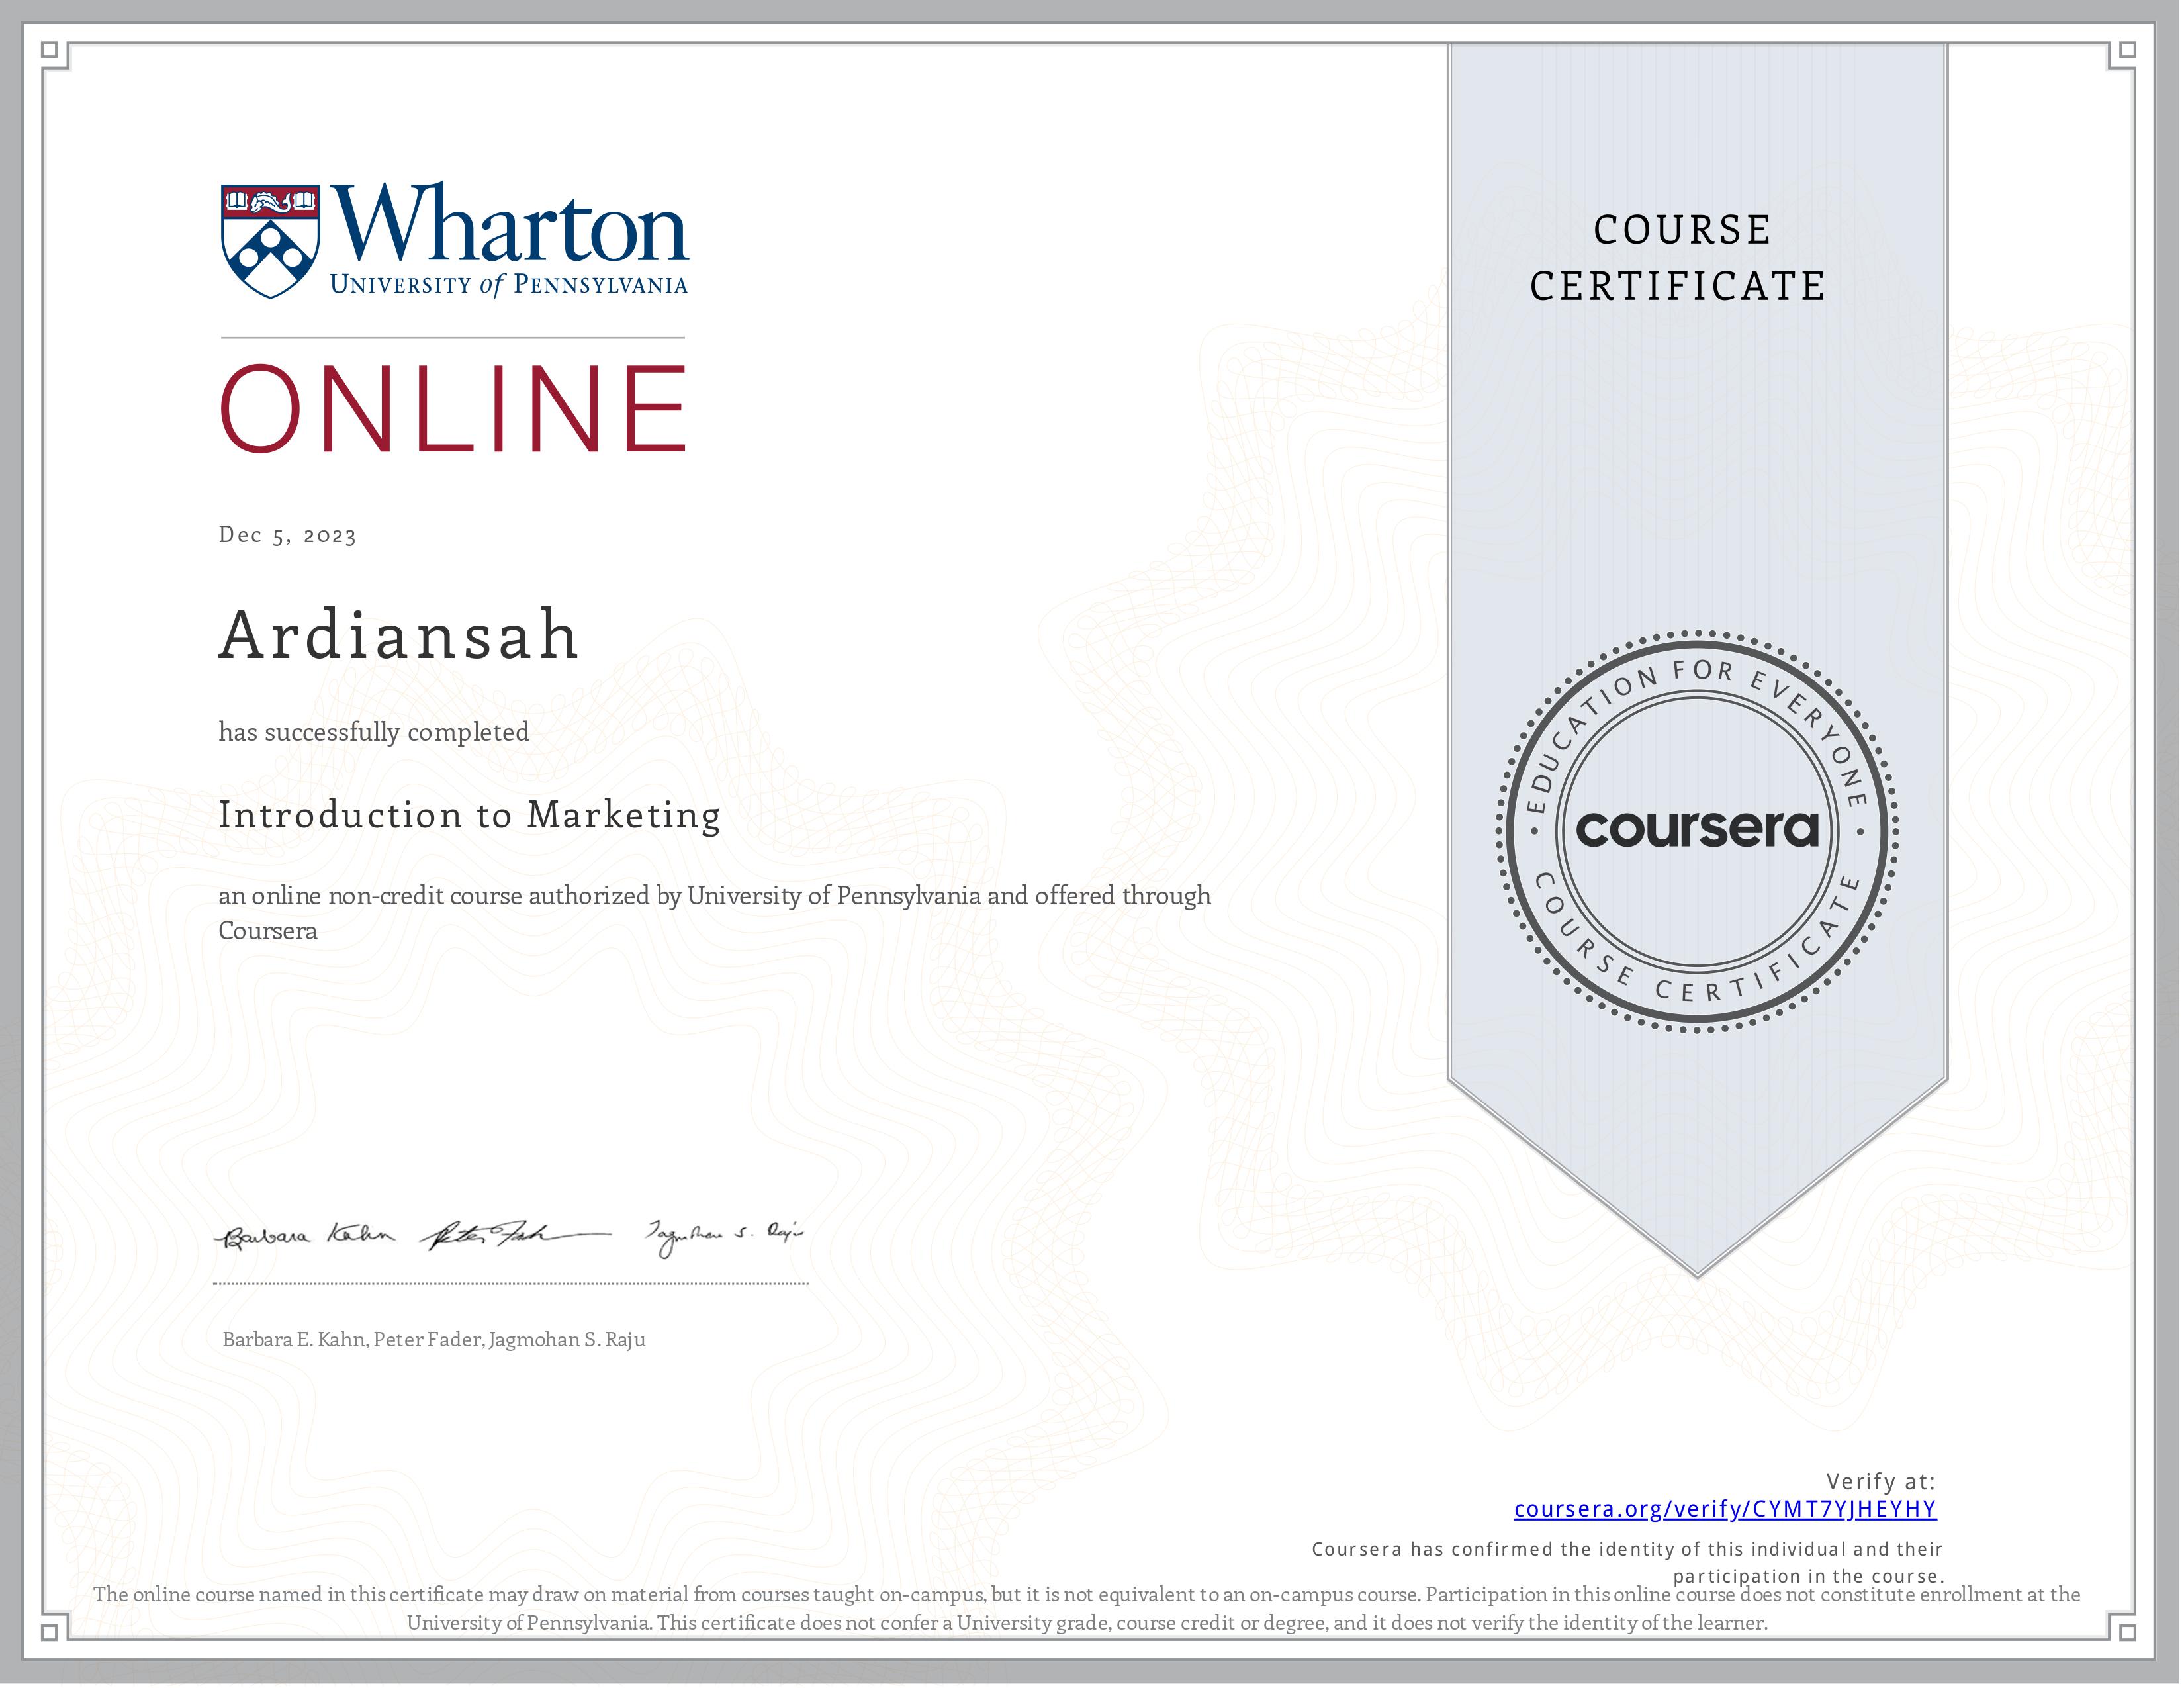 Wharton
UNIVERSITY of PENNSYLVANIA
ONLINE
Dec 5, 2023
Ardiansah
has successfully completed
Introduction to Marketing
an online non-credit course authorized by University of Pennsylvania and offered through
Coursera
Barbara Kahn Peter Fader Jagmohan S. Raju
Barbara E. Kahn, Peter Fader, Jagmohan S. Raju
COURSE
CERTIFICATE
EDUCATION FOR EVERYONE
coursera
COURSE CERTIFICATE
Verify at:
coursera.org/verify/CYMT7YJHEYHY
Coursera has confirmed the identity of this individual and their
participation in the course.
The online course named in this certificate may draw on material from courses taught on-campus, but it is not equivalent to an on-campus course. Participation in this online course does not constitute enrollment at the
University of Pennsylvania. This certificate does not confer a University grade, course credit or degree, and it does not verify the identity of the learner.